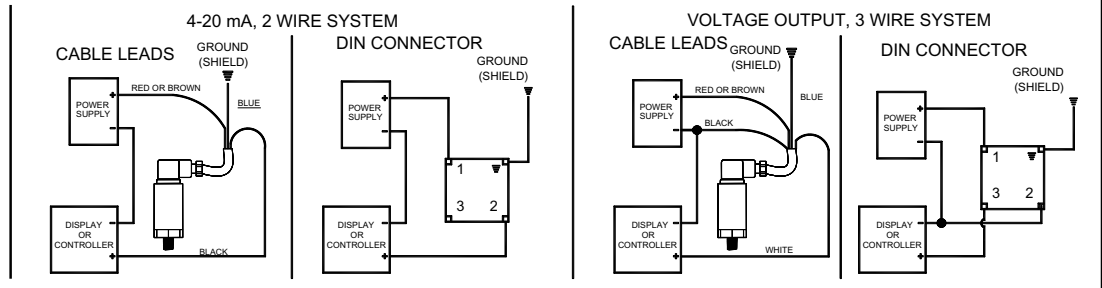 4-20 mA, 2 WIRE SYSTEM
CABLE LEADS
GROUND
(SHIELD)
RED OR BROWN
BLUE
+
POWER
SUPPLY
-
-
DISPLAY
OR
CONTROLLER
+
BLACK
DIN CONNECTOR
GROUND
(SHIELD)
+
POWER
SUPPLY
-
1
3 2
-
DISPLAY
OR
CONTROLLER
+
VOLTAGE OUTPUT, 3 WIRE SYSTEM
CABLE LEADS
GROUND
(SHIELD)
RED OR BROWN
BLUE
+
POWER
SUPPLY
-
BLACK
-
DISPLAY
OR
CONTROLLER
+
WHITE
DIN CONNECTOR
GROUND
(SHIELD)
+
POWER
SUPPLY
-
1
3 2
-
DISPLAY
OR
CONTROLLER
+